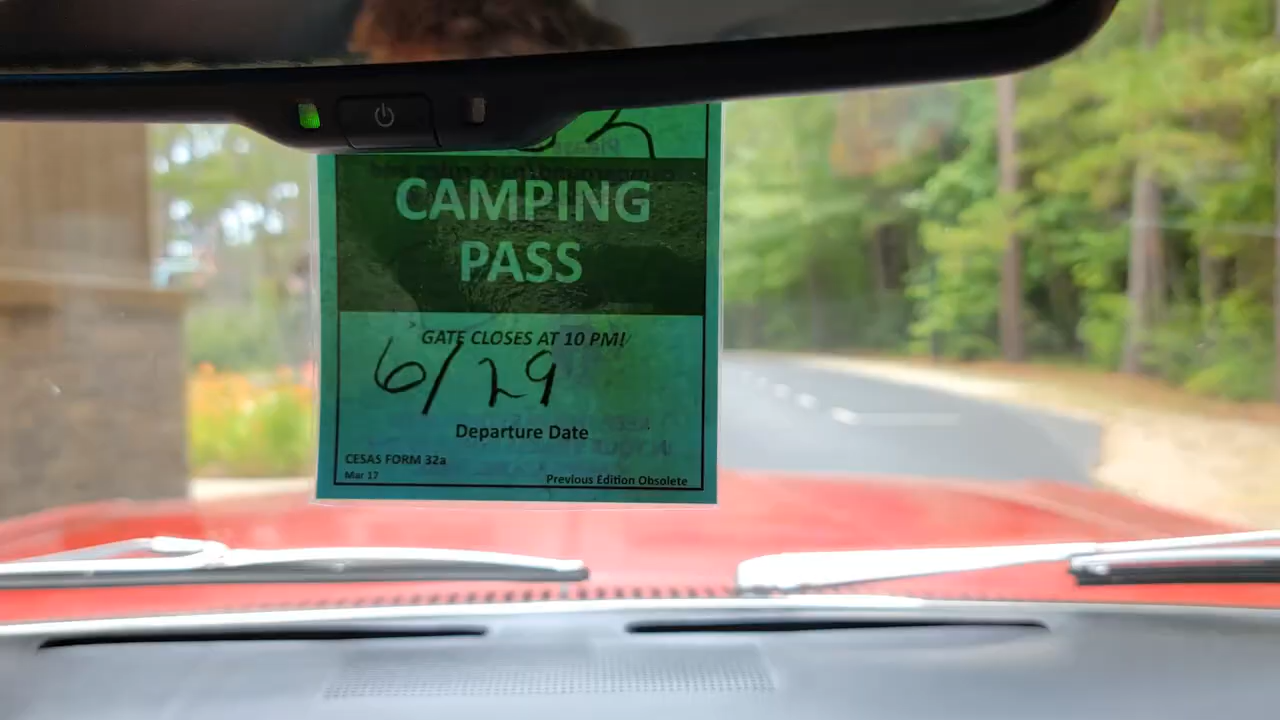 CAMPING
PASS
GATE CLOSES AT 10 PM!
6/29
Departure Date
CESAS FORM 32a
Mar 17
Previous Edition Obsolete